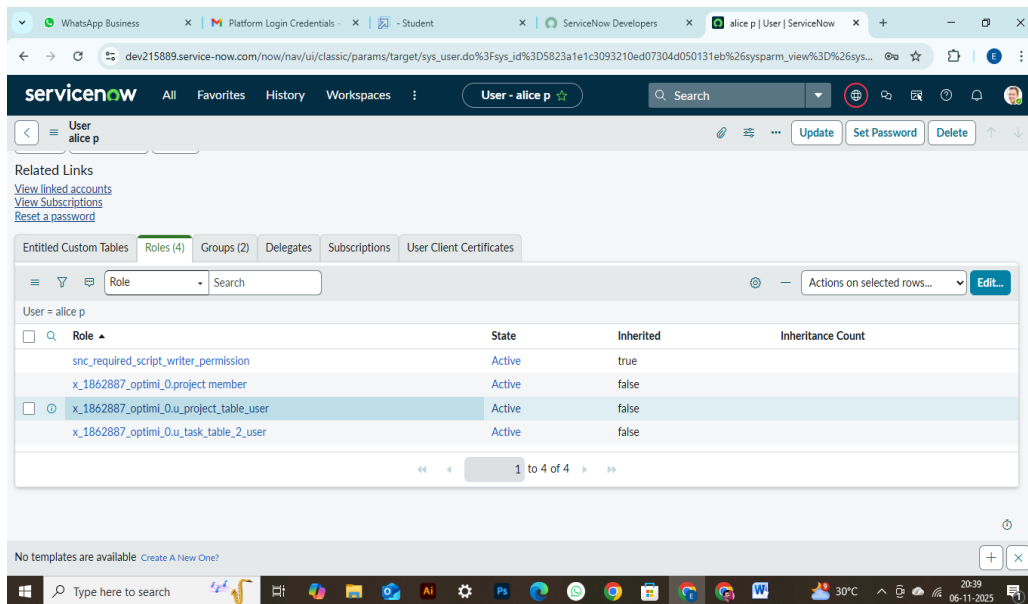 WhatsApp Business
Platform Login Credentials -
- Student
ServiceNow Developers
alice p | User | ServiceNow
dev215889.service-now.com/now/nav/ui/classic/params/target/sys_user.do%3Fsys_id%3D5823a1e1c3093210ed07304d050131eb%26sysparm_view%3D%26sys...
E
servicenow
All
Favorites
History
Workspaces
User - alice p
Search
User
alice p
Update
Set Password
Delete
Related Links
View linked accounts
View Subscriptions
Reset a password
Entitled Custom Tables
Roles (4)
Groups (2)
Delegates
Subscriptions
User Client Certificates
Role
Search
Actions on selected rows...
Edit...
User = alice p
Role State Inherited Inheritance Count
snc_required_script_writer_permission Active true
x_1862887_optimi_0.project member Active false
x_1862887_optimi_0.u_project_table_user Active false
x_1862887_optimi_0.u_task_table_2_user Active false
1 to 4 of 4
No templates are available Create A New One?
Type here to search
Ai
Ps
W
30°C
20:39
06-11-2025